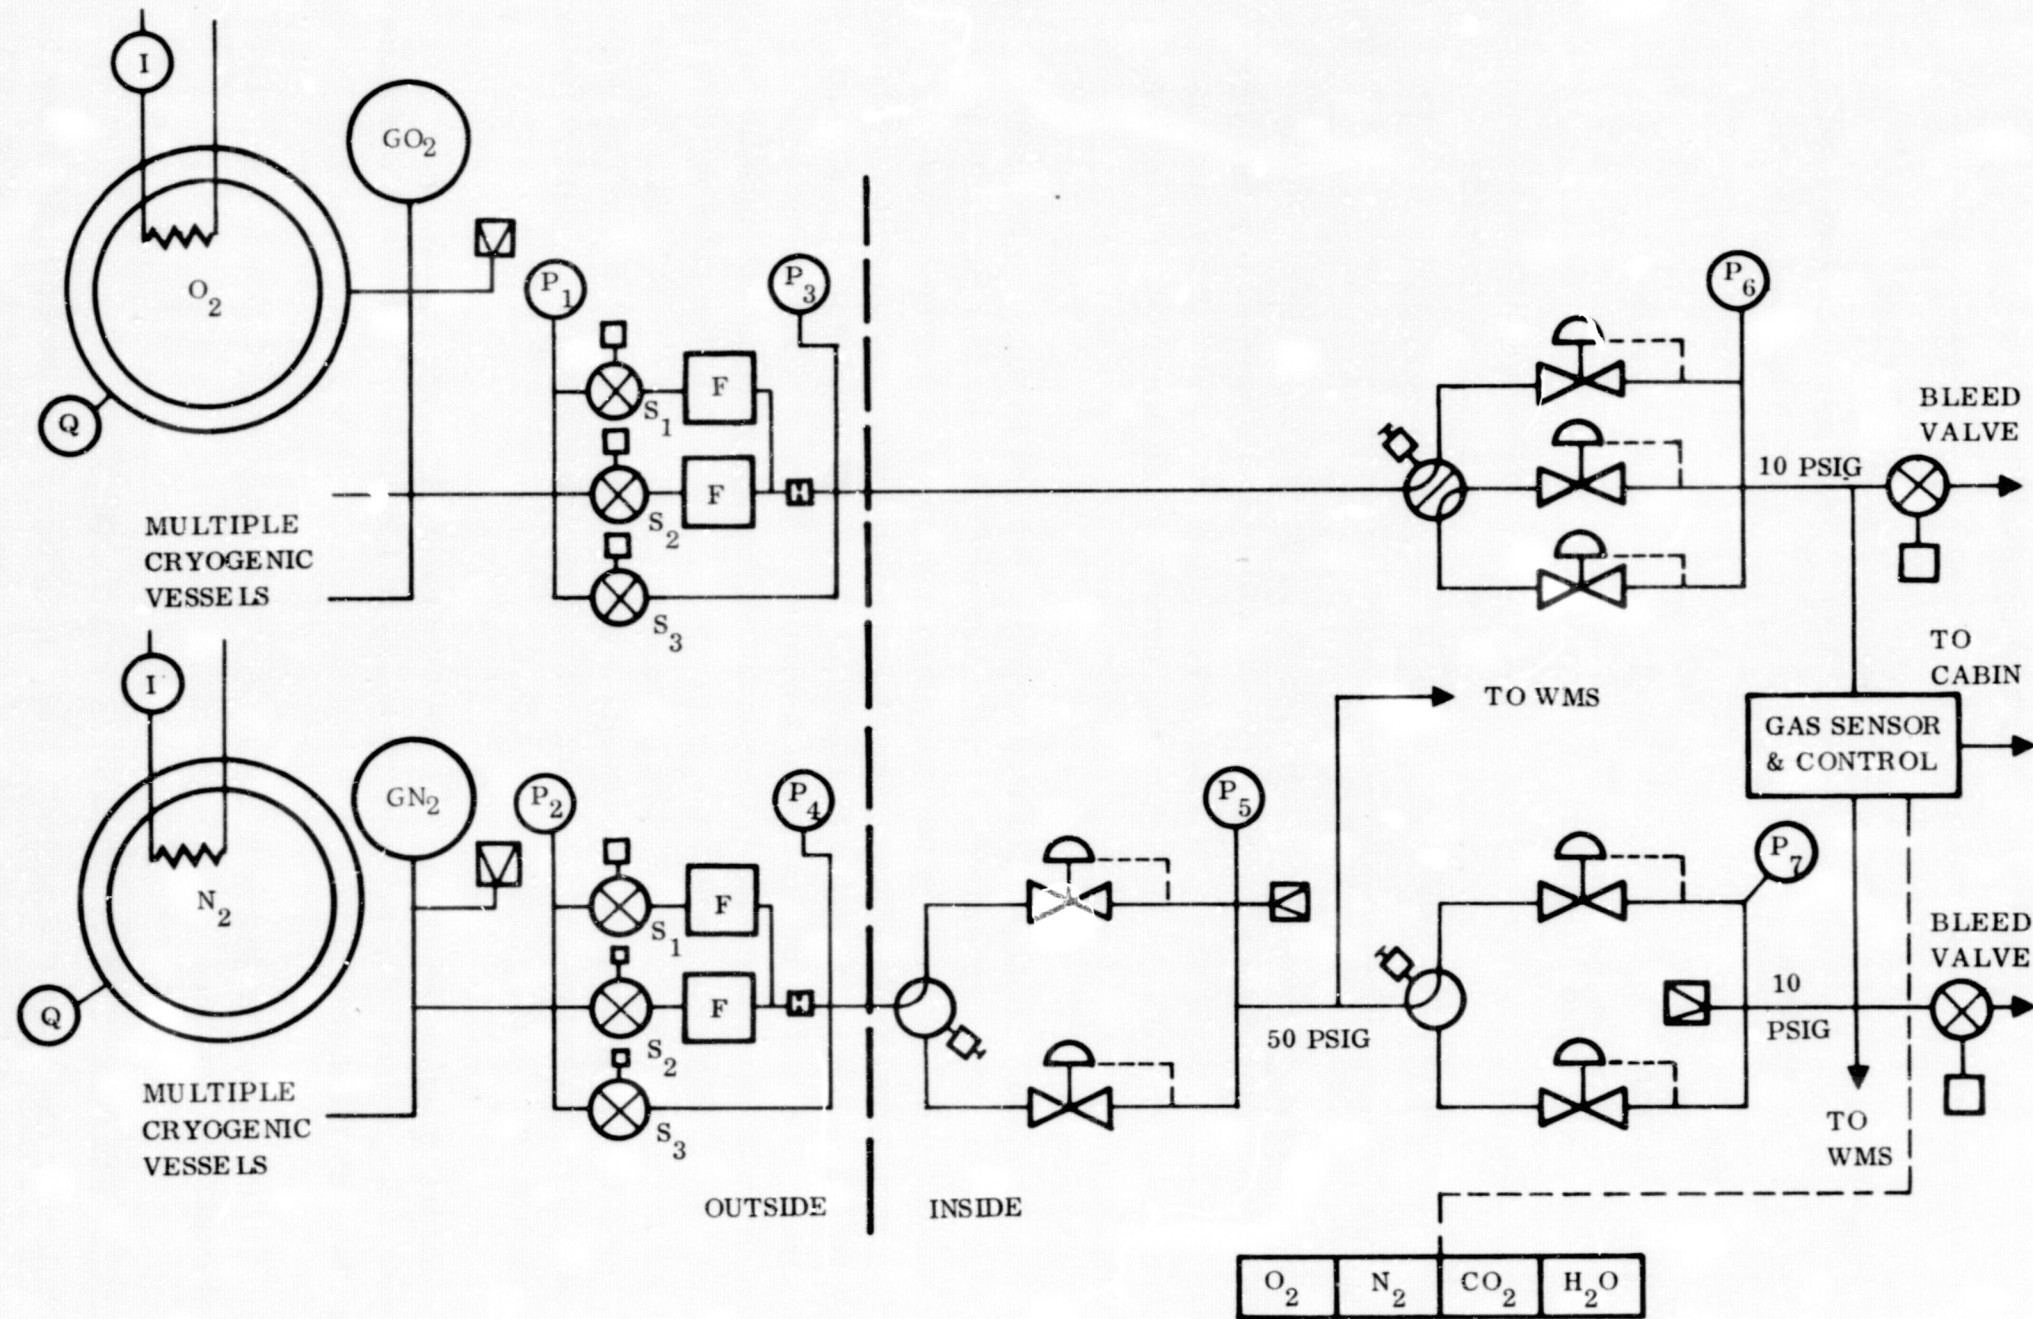 I
GO2
O2
Q
P1
P3
S1
F
S2
F
S3
MULTIPLE
CRYOGENIC
VESSELS
P6
10 PSIG
BLEED
VALVE
TO
CABIN
TO WMS
GAS SENSOR
& CONTROL
I
GN2
N2
Q
P2
P4
S1
F
S2
F
S3
MULTIPLE
CRYOGENIC
VESSELS
P5
50 PSIG
P7
10
PSIG
BLEED
VALVE
TO
WMS
OUTSIDE
INSIDE
O2 N2 CO2 H2O